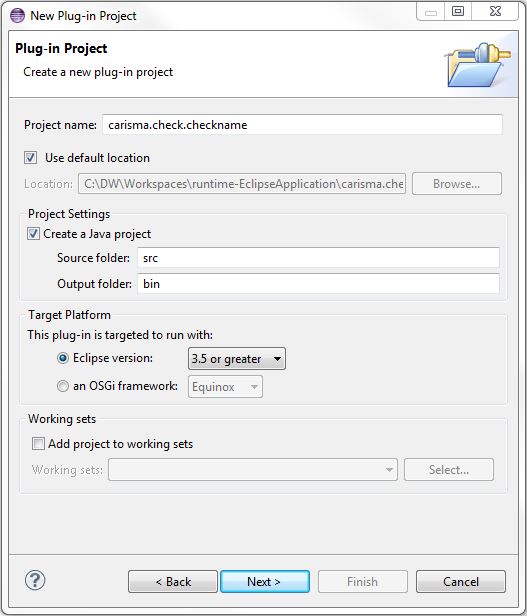 New Plug-in Project
Plug-in Project
Create a new plug-in project
Project name: carisma.check.checkname
Use default location
Location: C:\DW\Workspaces\runtime-EclipseApplication\carisma.che Browse...
Project Settings
Create a Java project
Source folder: src
Output folder: bin
Target Platform
This plug-in is targeted to run with:
Eclipse version: 3.5 or greater
an OSGi framework: Equinox
Working sets
Add project to working sets
Working sets: Select...
? < Back Next > Finish Cancel